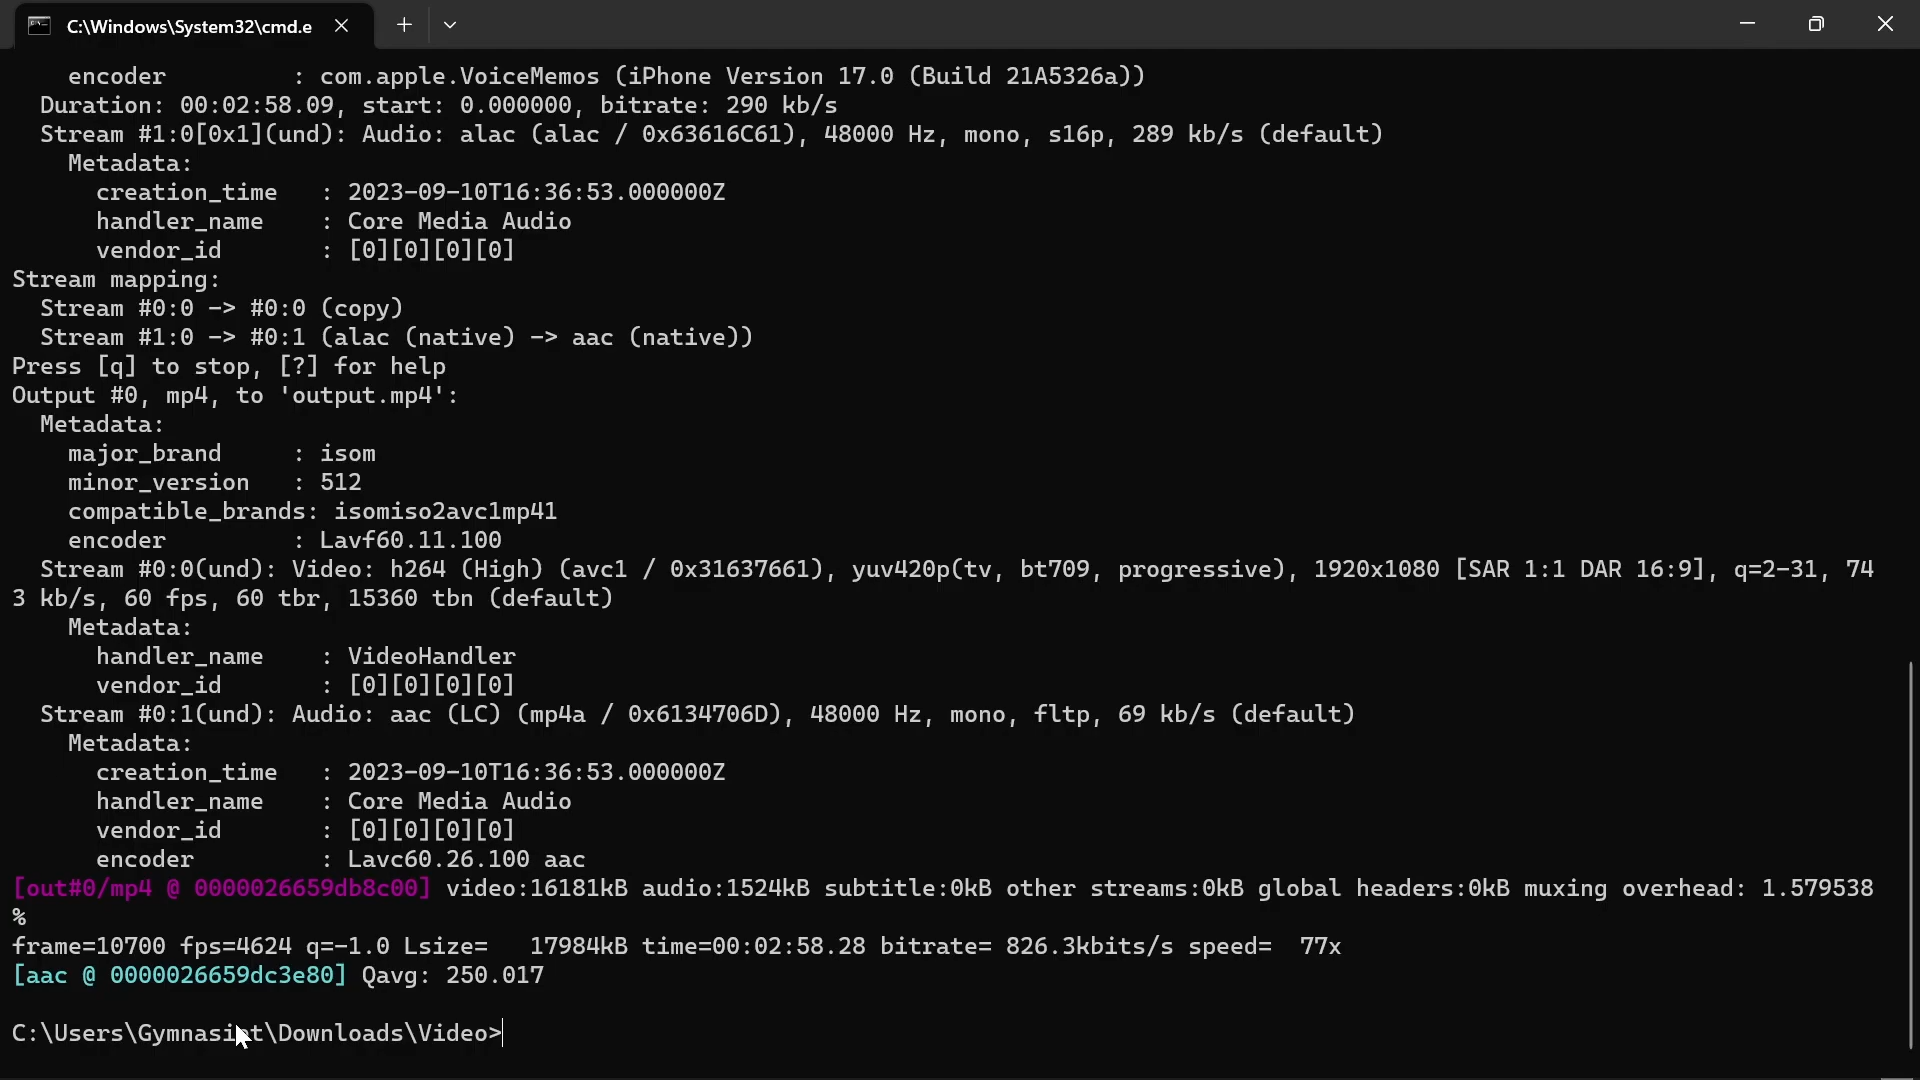 C:\Windows\System32\cmd.e
encoder : com.apple.VoiceMemos (iPhone Version 17.0 (Build 21A5326a))
Duration: 00:02:58.09, start: 0.000000, bitrate: 290 kb/s
Stream #1:0[0x1](und): Audio: alac (alac / 0x63616C61), 48000 Hz, mono, s16p, 289 kb/s (default)
Metadata:
creation_time : 2023-09-10T16:36:53.000000Z
handler_name : Core Media Audio
vendor_id : [0][0][0][0]
Stream mapping:
Stream #0:0 -> #0:0 (copy)
Stream #1:0 -> #0:1 (alac (native) -> aac (native))
Press [q] to stop, [?] for help
Output #0, mp4, to 'output.mp4':
Metadata:
major_brand : isom
minor_version : 512
compatible_brands: isomiso2avc1mp41
encoder : Lavf60.11.100
Stream #0:0(und): Video: h264 (High) (avc1 / 0x31637661), yuv420p(tv, bt709, progressive), 1920x1080 [SAR 1:1 DAR 16:9], q=2-31, 74
3 kb/s, 60 fps, 60 tbr, 15360 tbn (default)
Metadata:
handler_name : VideoHandler
vendor_id : [0][0][0][0]
Stream #0:1(und): Audio: aac (LC) (mp4a / 0x6134706D), 48000 Hz, mono, fltp, 69 kb/s (default)
Metadata:
creation_time : 2023-09-10T16:36:53.000000Z
handler_name : Core Media Audio
vendor_id : [0][0][0][0]
encoder : Lavc60.26.100 aac
[out#0/mp4 @ 0000026659db8c00] video:16181kB audio:1524kB subtitle:0kB other streams:0kB global headers:0kB muxing overhead: 1.579538
%
frame=10700 fps=4624 q=-1.0 Lsize= 17984kB time=00:02:58.28 bitrate= 826.3kbits/s speed= 77x
[aac @ 0000026659dc3e80] Qavg: 250.017
C:\Users\Gymnasist\Downloads\Video>